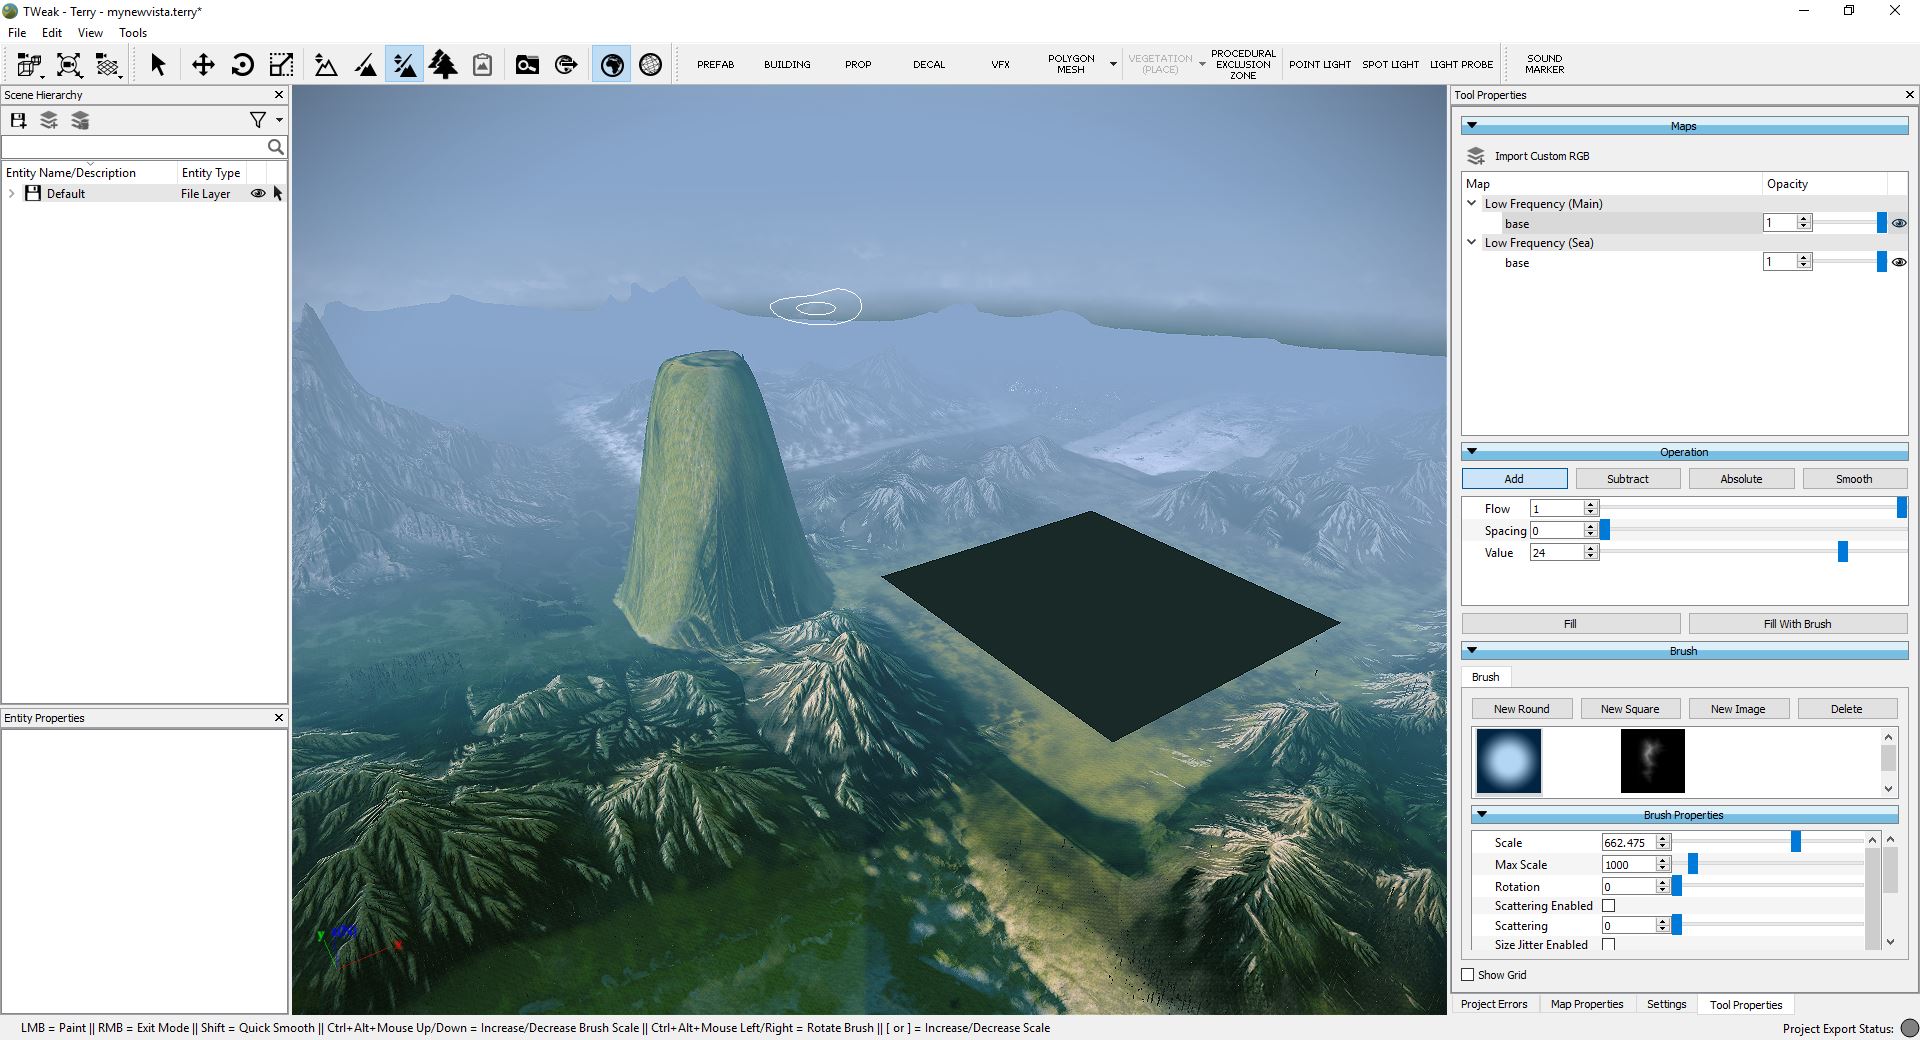 TWeak - Terry - mynewvista.terry*
File Edit View Tools
PREFAB BUILDING PROP DECAL VFX POLYGON MESH VEGETATION (PLACE) PROCEDURAL EXCLUSION ZONE POINT LIGHT SPOT LIGHT LIGHT PROBE SOUND MARKER
Scene Hierarchy
Entity Name/Description Entity Type
Default File Layer
Entity Properties
y
x
Tool Properties
Maps
Import Custom RGB
Map Opacity
Low Frequency (Main)
base 1
Low Frequency (Sea)
base 1
Operation
Add Subtract Absolute Smooth
Flow 1
Spacing 0
Value 24
Fill Fill With Brush
Brush
Brush
New Round New Square New Image Delete
Brush Properties
Scale 662.475
Max Scale 1000
Rotation 0
Scattering Enabled
Scattering 0
Size Jitter Enabled
Show Grid
Project Errors Map Properties Settings Tool Properties
LMB = Paint || RMB = Exit Mode || Shift = Quick Smooth || Ctrl+Alt+Mouse Up/Down = Increase/Decrease Brush Scale || Ctrl+Alt+Mouse Left/Right = Rotate Brush || [ or ] = Increase/Decrease Scale
Project Export Status: